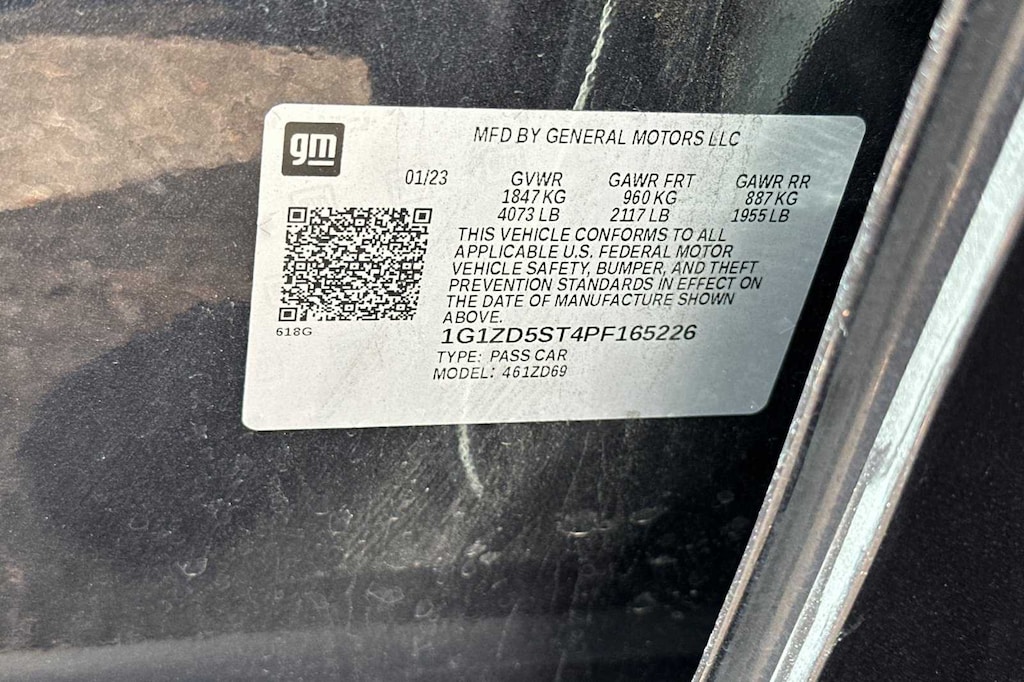 gm
MFD BY GENERAL MOTORS LLC
01/23 GVWR GAWR FRT GAWR RR
1847 KG 960 KG 887 KG
4073 LB 2117 LB 1955 LB
THIS VEHICLE CONFORMS TO ALL
APPLICABLE U.S. FEDERAL MOTOR
VEHICLE SAFETY, BUMPER, AND THEFT
PREVENTION STANDARDS IN EFFECT ON
THE DATE OF MANUFACTURE SHOWN
ABOVE.
618G
1G1ZD5ST4PF165226
TYPE: PASS CAR
MODEL: 461ZD69